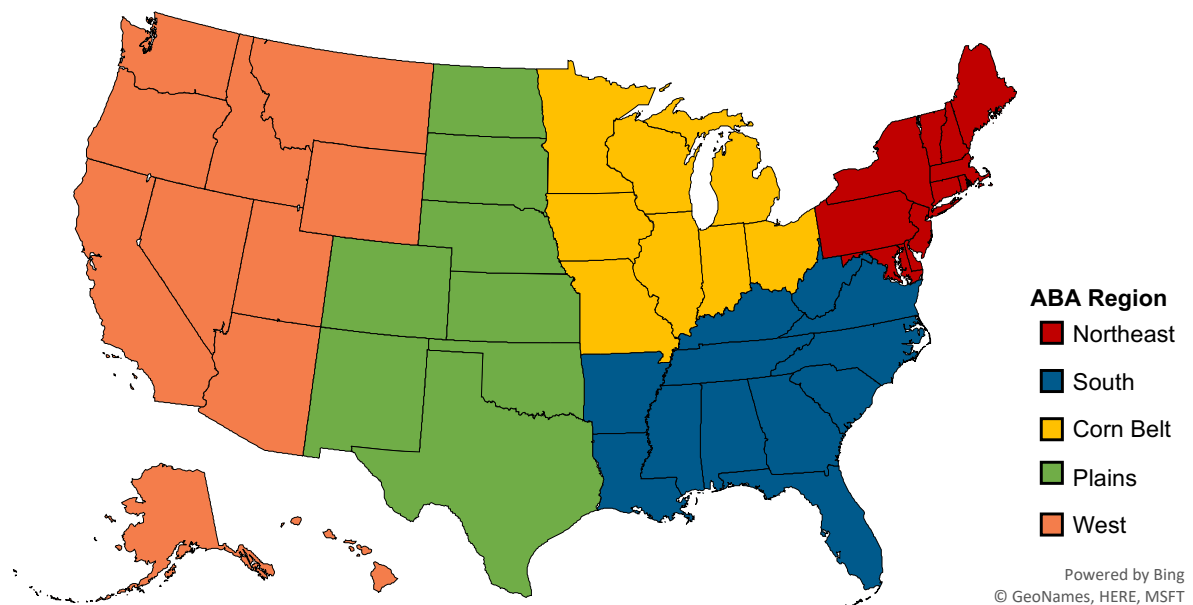 ABA Region
Northeast
South
Corn Belt
Plains
West
Powered by Bing
© GeoNames, HERE, MSFT